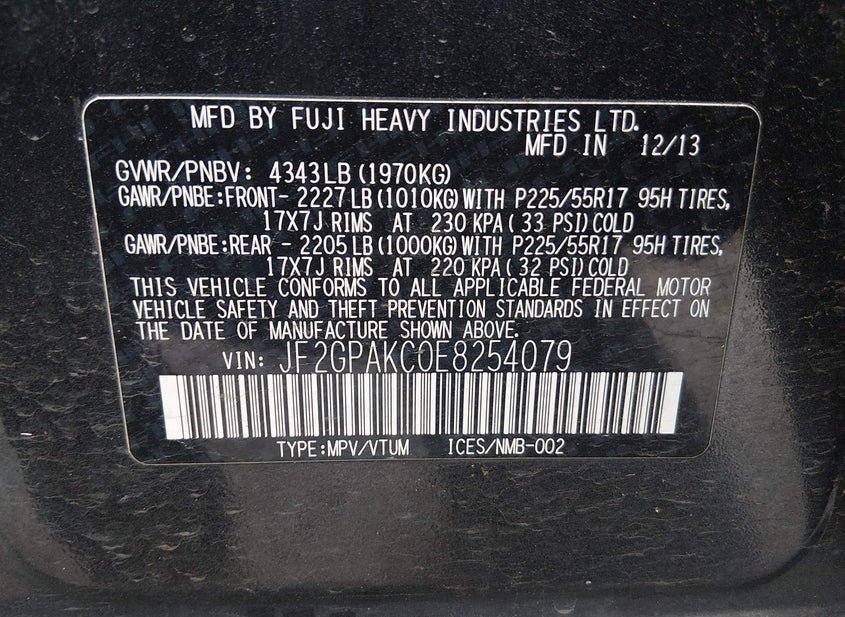 MFD BY FUJI HEAVY INDUSTRIES LTD.
MFD IN 12/13
GVWR/PNBV: 4343LB(1970KG)
GAWR/PNBE:FRONT- 2227LB(1010KG)WITH P225/55R17 95H TIRES,
17X7J RIMS AT 230 KPA( 33 PSI)COLD
GAWR/PNBE:REAR - 2205LB(1000KG)WITH P225/55R17 95H TIRES,
17X7J RIMS AT 220 KPA( 32 PSI)COLD
THIS VEHICLE CONFORMS TO ALL APPLICABLE FEDERAL MOTOR
VEHICLE SAFETY AND THEFT PREVENTION STANDARDS IN EFFECT ON
THE DATE OF MANUFACTURE SHOWN ABOVE.
VIN: JF2GPAKC0E8254079
TYPE:MPV/VTUM ICES/NMB-002